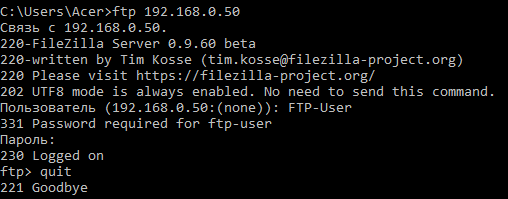 C:\Users\Acer>ftp 192.168.0.50
Связь с 192.168.0.50.
220-FileZilla Server 0.9.60 beta
220-written by Tim Kosse (tim.kosse@filezilla-project.org)
220 Please visit https://filezilla-project.org/
202 UTF8 mode is always enabled. No need to send this command.
Пользователь (192.168.0.50:(none)): FTP-User
331 Password required for ftp-user
Пароль:
230 Logged on
ftp> quit
221 Goodbye